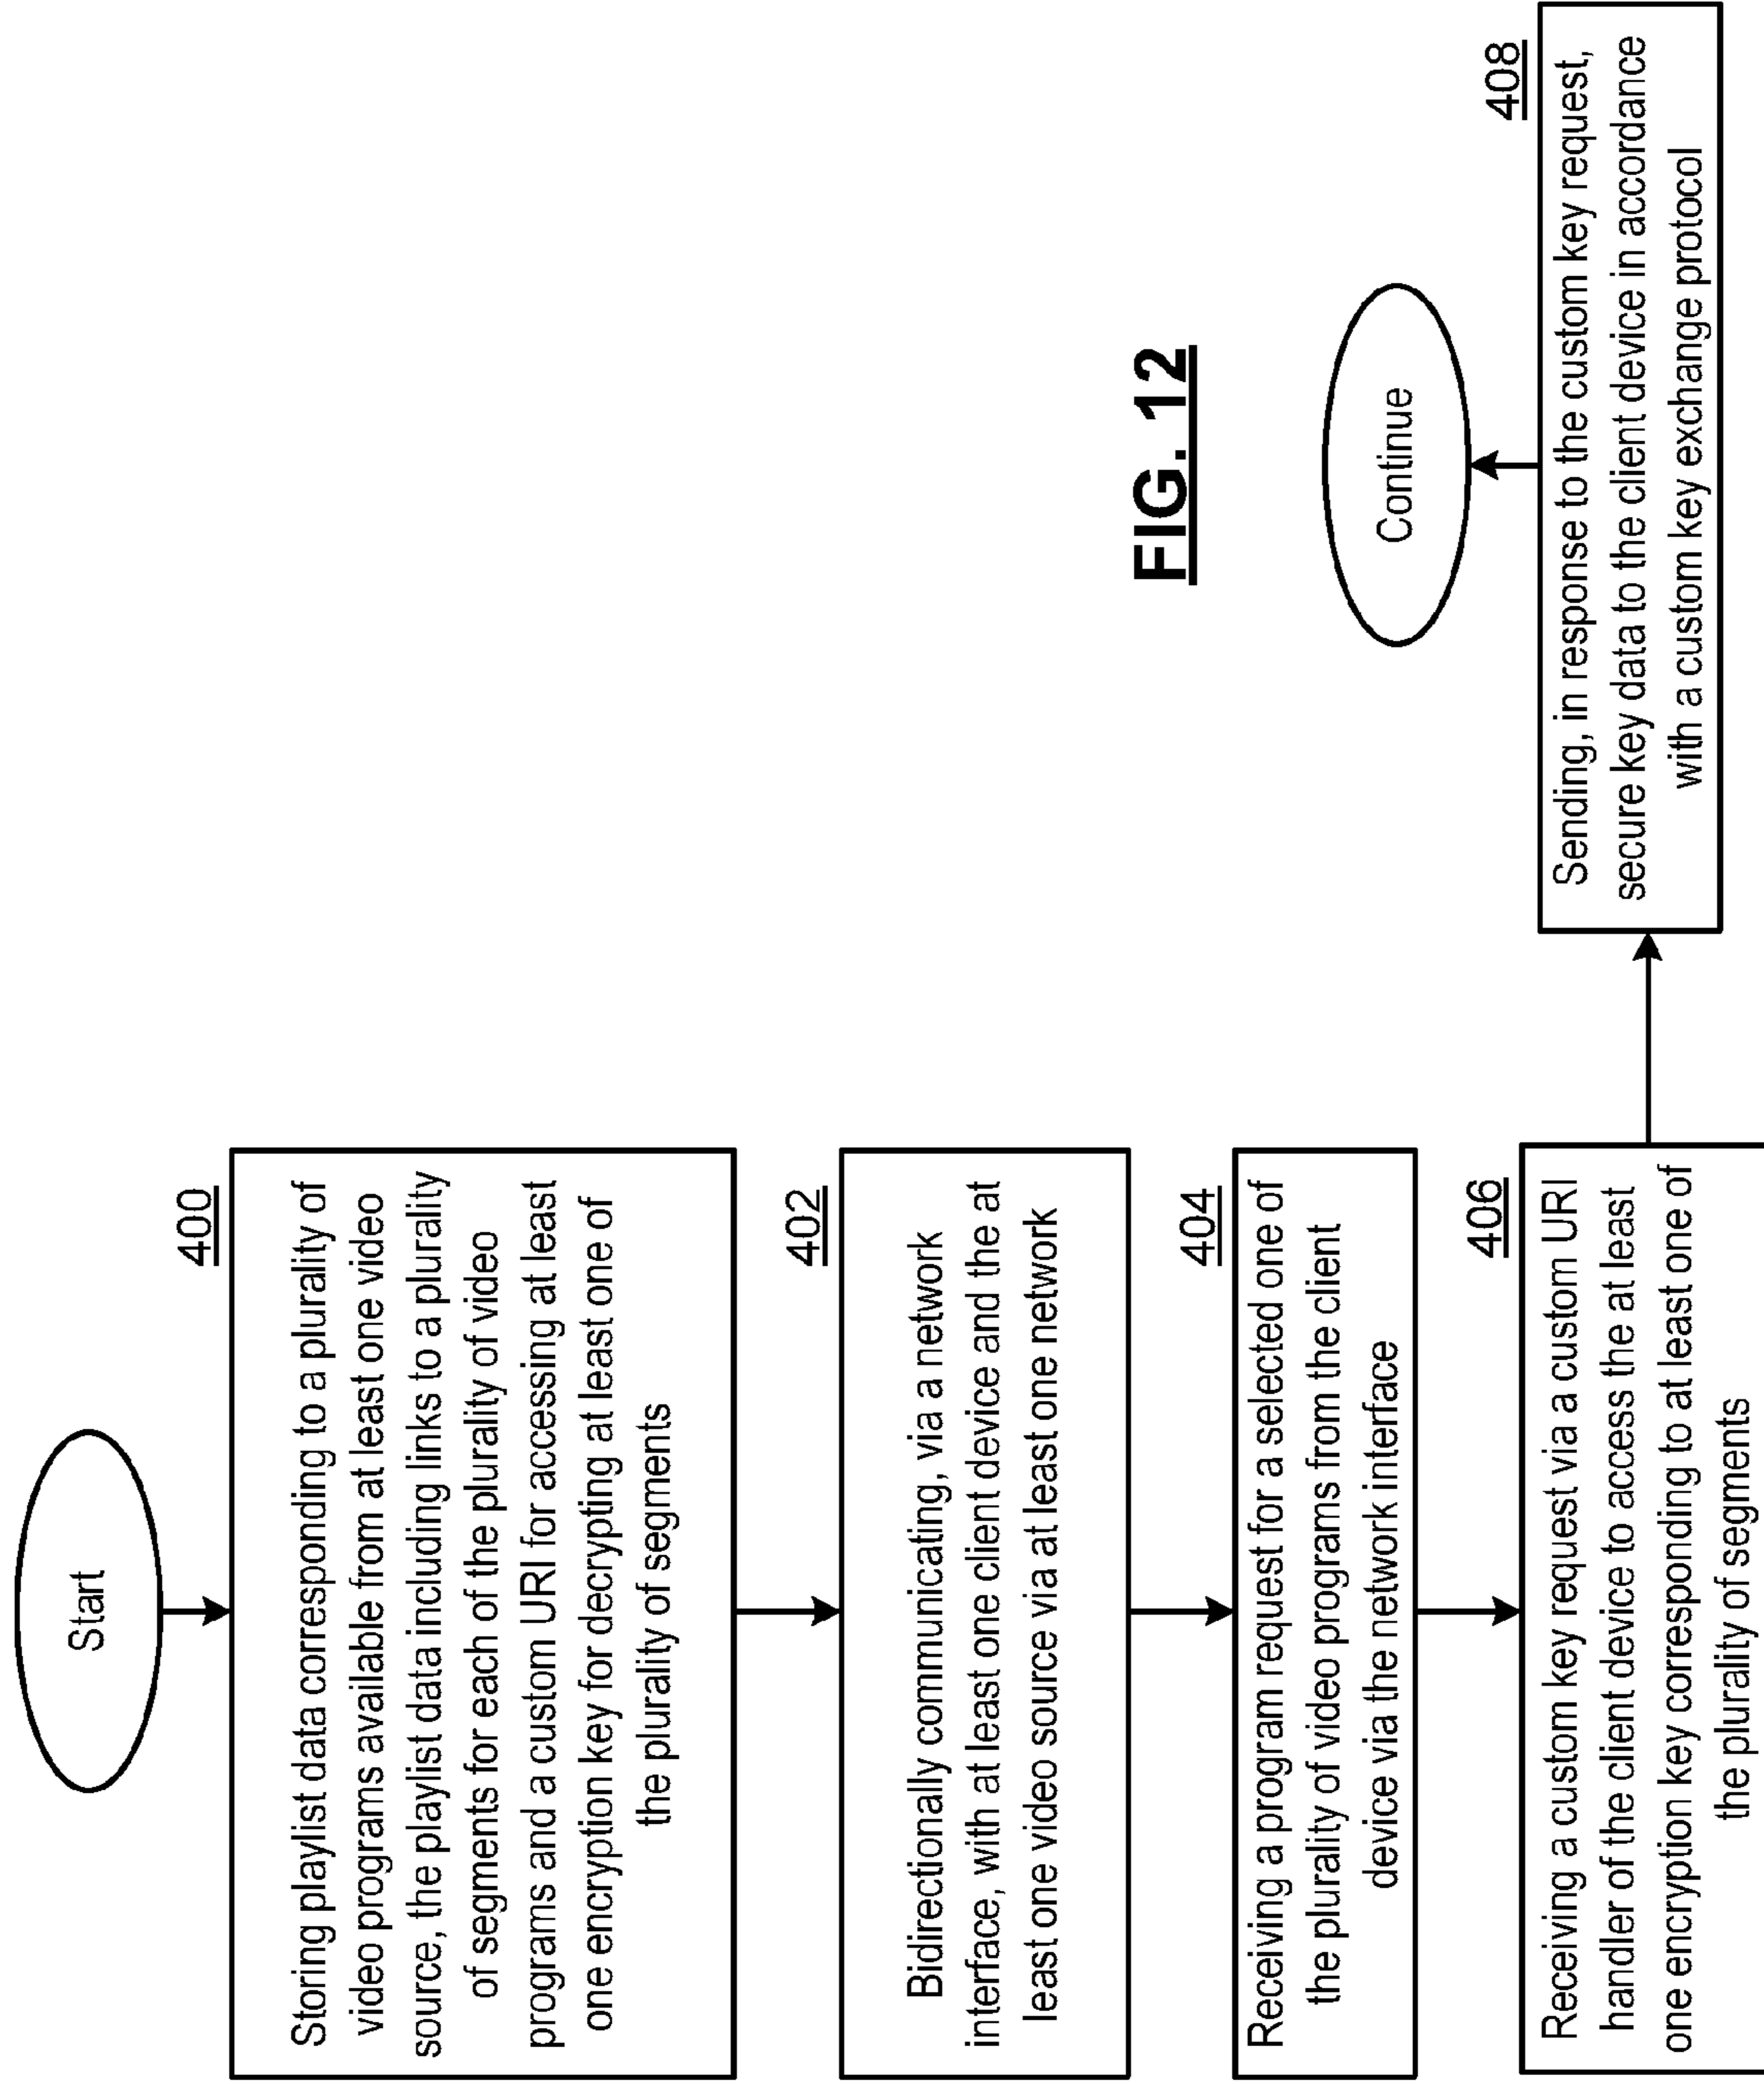 Start
400
Storing playlist data corresponding to a plurality of
video programs available from at least one video
source, the playlist data including links to a plurality
of segments for each of the plurality of video
programs and a custom URI for accessing at least
one encryption key for decrypting at least one of
the plurality of segments
402
Bidirectionally communicating, via a network
interface, with at least one client device and the at
least one video source via at least one network
404
Receiving a program request for a selected one of
the plurality of video programs from the client
device via the network interface
406
Receiving a custom key request via a custom URI
handler of the client device to access the at least
one encryption key corresponding to at least one of
the plurality of segments
408
Sending, in response to the custom key request,
secure key data to the client device in accordance
with a custom key exchange protocol
Continue
FIG. 12